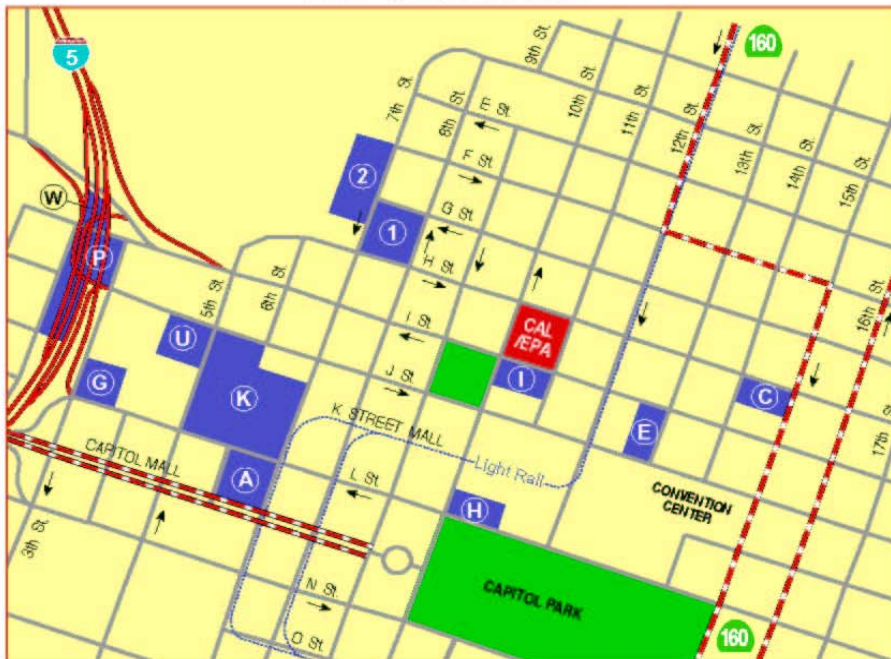 160
5
9th St.
10th St.
11th St.
12th St.
13th St.
14th St.
15th St.
16th St.
17th St.
7th St.
8th St.
E St.
F St.
G St.
H St.
I St.
J St.
2
1
W
P
5th St.
6th St.
U
G
K
A
CAL
/EPA
I
C
E
H
K STREET MALL
Light Rail
L St.
CAPITOL MALL
CONVENTION
CENTER
3th St.
N St.
O St.
CAPITOL PARK
160